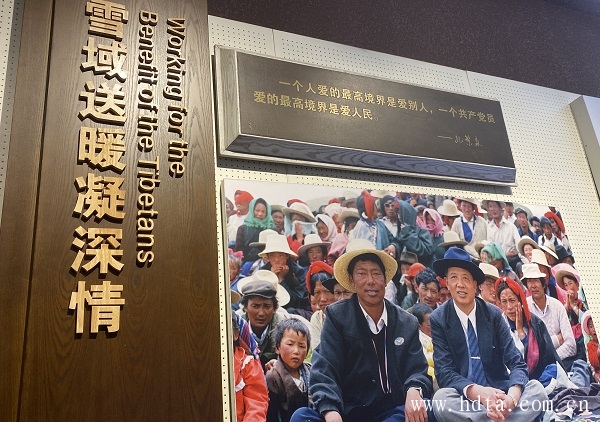 雪域送暖凝深情
Working for the
Benefit of the Tibetans
一个人爱的最高境界是爱别人，一个共产党员
爱的最高境界是爱人民
www.hdta.com.cn